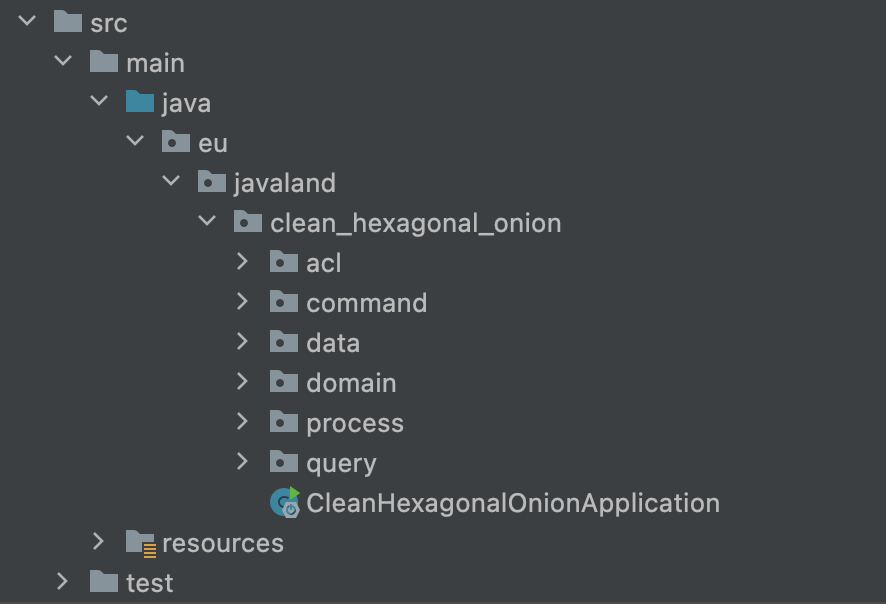 src
main
java
eu
javaland
clean_hexagonal_onion
acl
command
data
domain
process
query
CleanHexagonalOnionApplication
resources
test